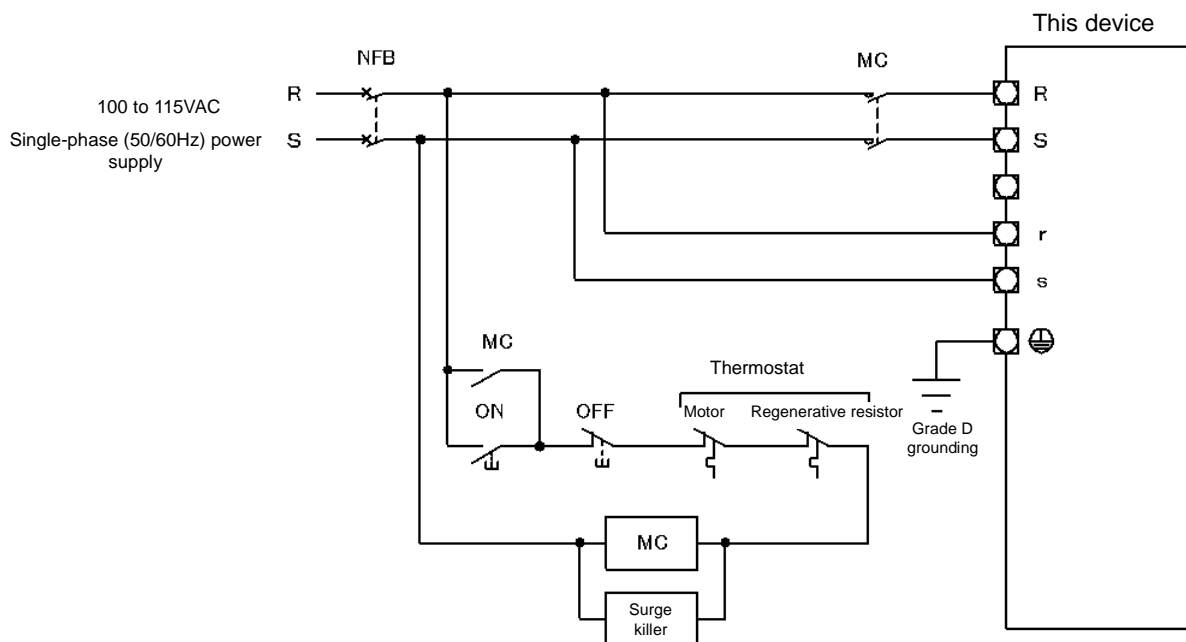 This device
NFB
MC
R
R
100 to 115VAC
Single-phase (50/60Hz) power
supply
S
S
r
s
MC
Thermostat
ON
OFF
Motor
Regenerative resistor
Grade D
grounding
MC
Surge
killer